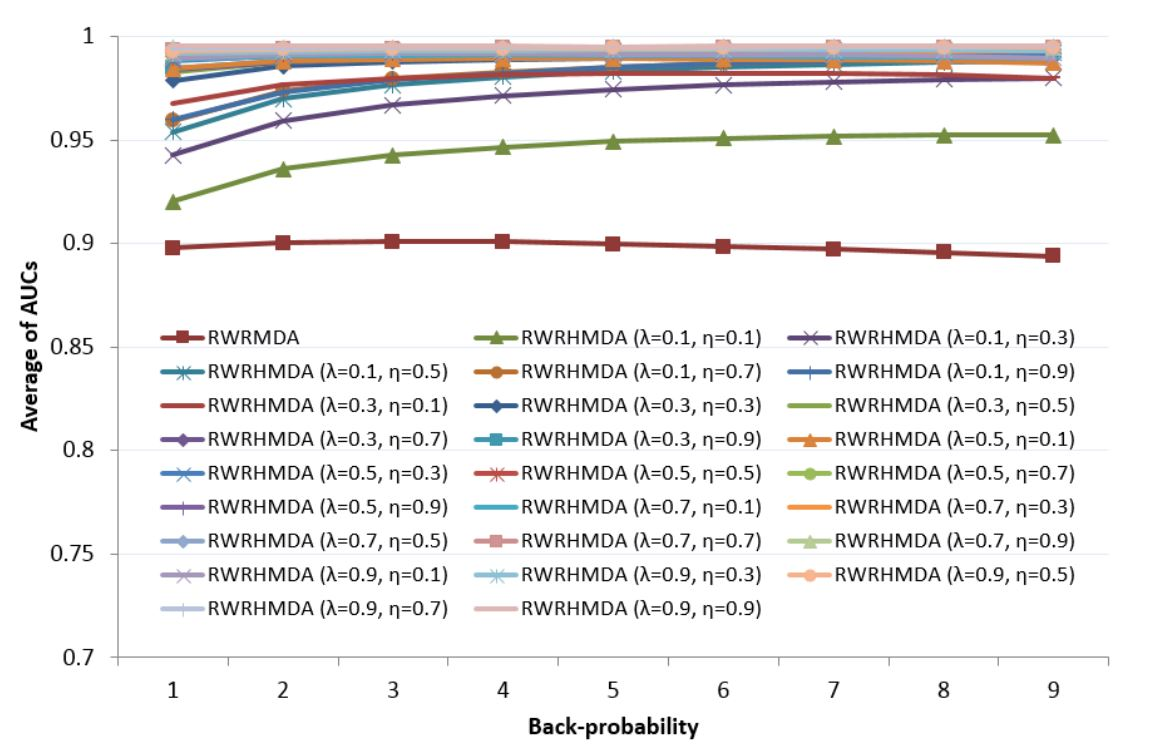 1
0.95
0.9
0.85
0.8
0.75
0.7
Average of AUCs
RWRMDA RWRHMDA (λ=0.1, η=0.1) RWRHMDA (λ=0.1, η=0.3)
RWRHMDA (λ=0.1, η=0.5) RWRHMDA (λ=0.1, η=0.7) RWRHMDA (λ=0.1, η=0.9)
RWRHMDA (λ=0.3, η=0.1) RWRHMDA (λ=0.3, η=0.3) RWRHMDA (λ=0.3, η=0.5)
RWRHMDA (λ=0.3, η=0.7) RWRHMDA (λ=0.3, η=0.9) RWRHMDA (λ=0.5, η=0.1)
RWRHMDA (λ=0.5, η=0.3) RWRHMDA (λ=0.5, η=0.5) RWRHMDA (λ=0.5, η=0.7)
RWRHMDA (λ=0.5, η=0.9) RWRHMDA (λ=0.7, η=0.1) RWRHMDA (λ=0.7, η=0.3)
RWRHMDA (λ=0.7, η=0.5) RWRHMDA (λ=0.7, η=0.7) RWRHMDA (λ=0.7, η=0.9)
RWRHMDA (λ=0.9, η=0.1) RWRHMDA (λ=0.9, η=0.3) RWRHMDA (λ=0.9, η=0.5)
RWRHMDA (λ=0.9, η=0.7) RWRHMDA (λ=0.9, η=0.9)
1 2 3 4 5 6 7 8 9
Back-probability